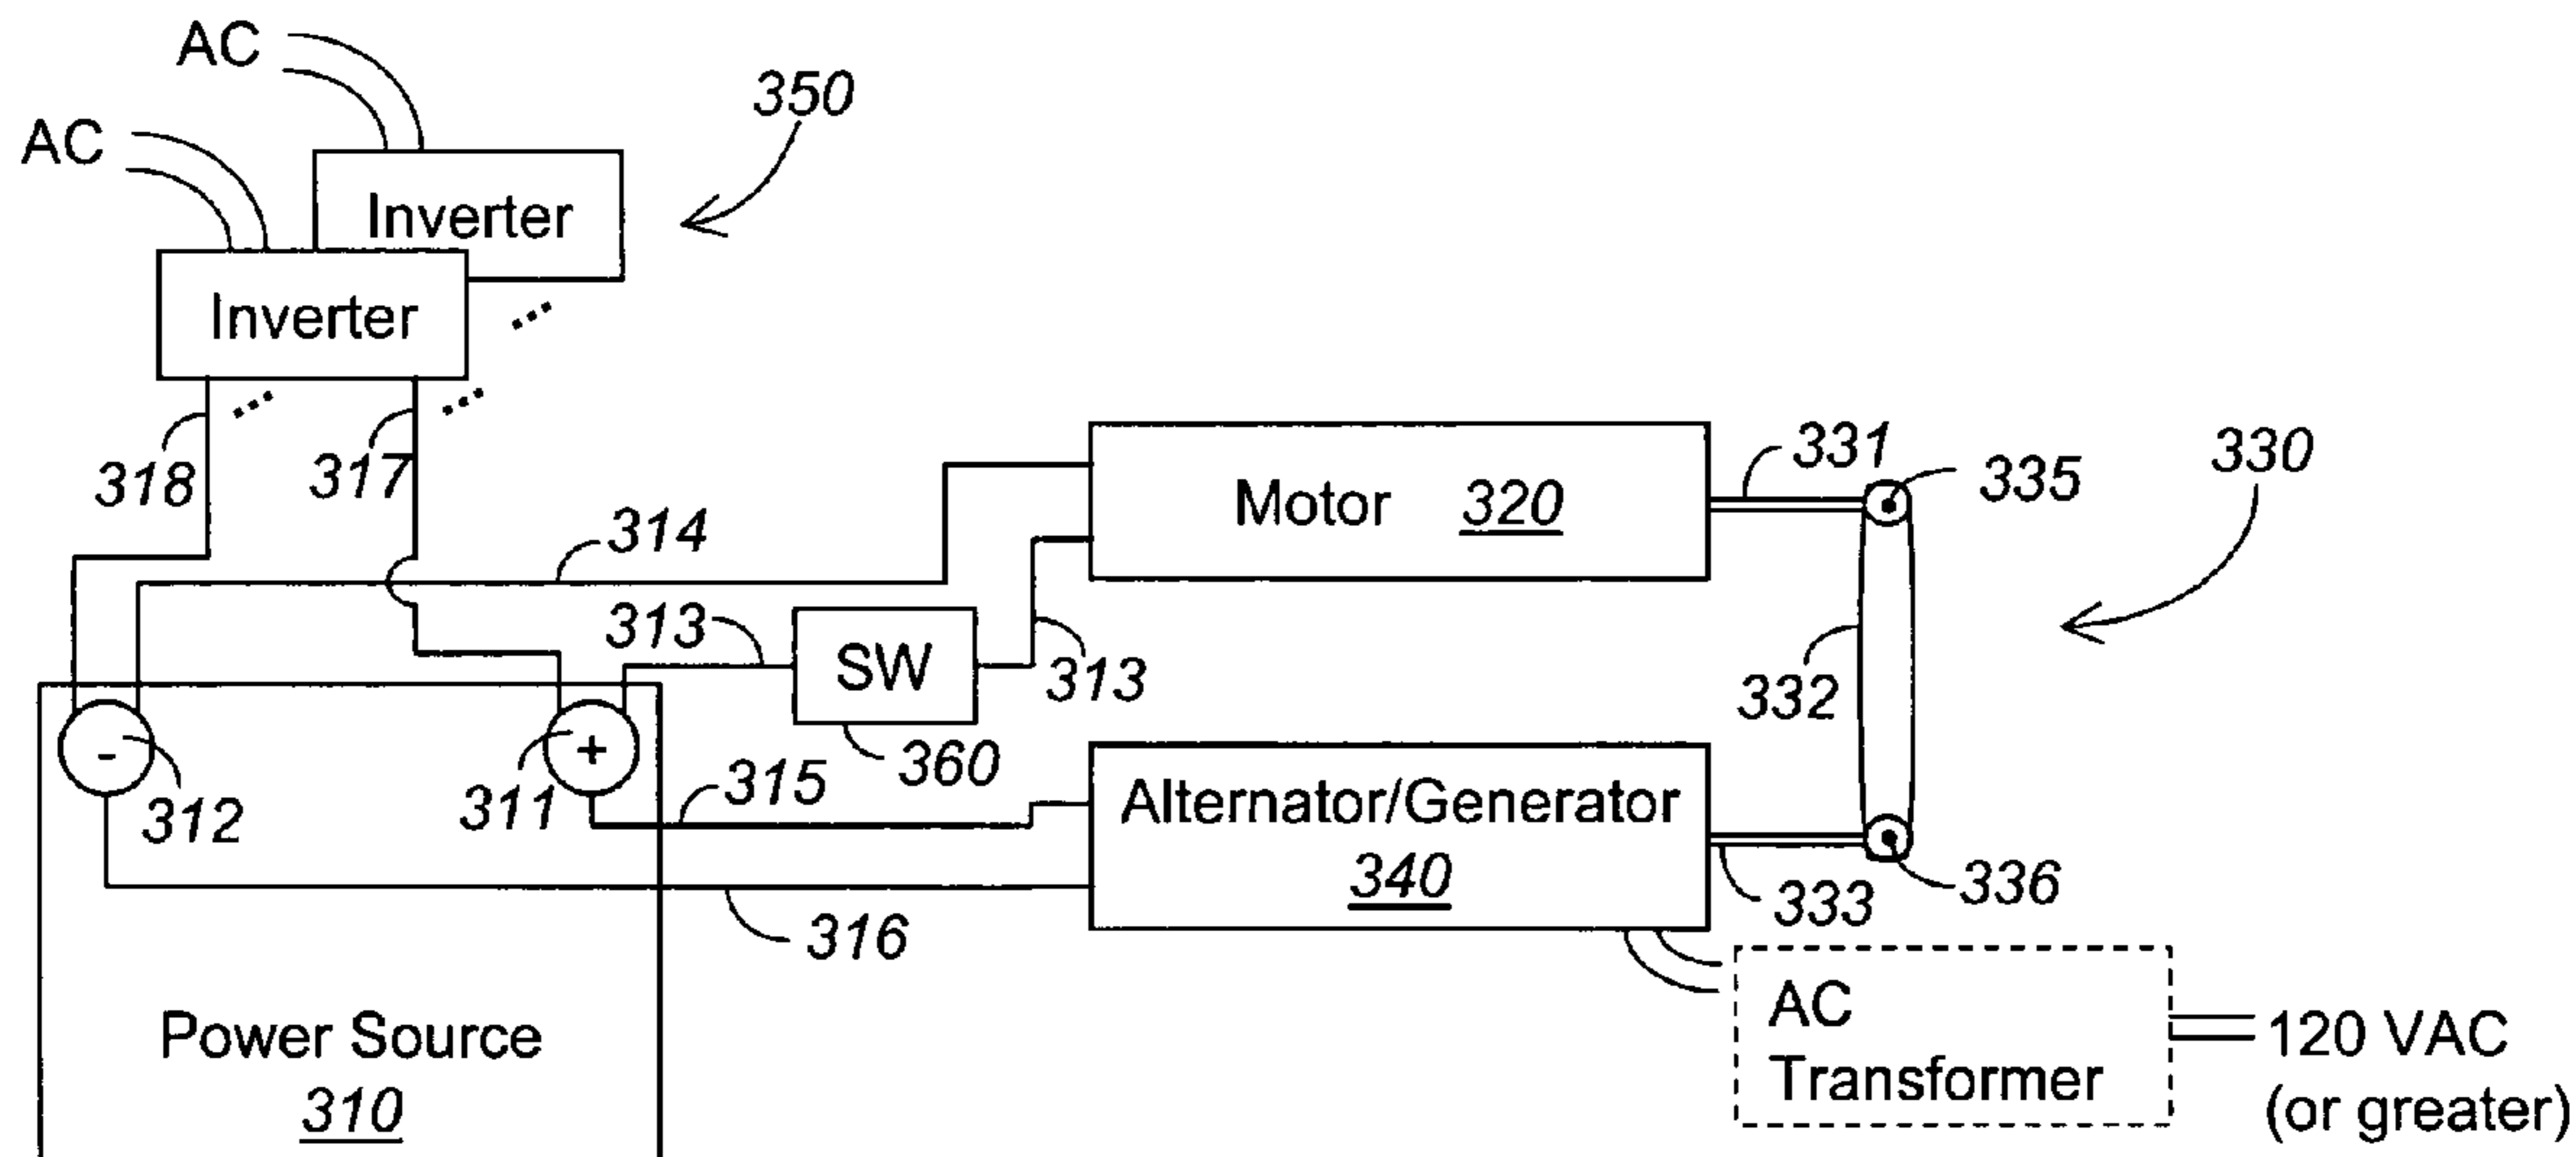 AC
350
AC
Inverter
Inverter
318
317
314
Motor 320
331
335
330
313
SW
313
332
360
-
+
312
311
315
Alternator/Generator
340
333
336
316
Power Source
310
AC
Transformer
120 VAC
(or greater)